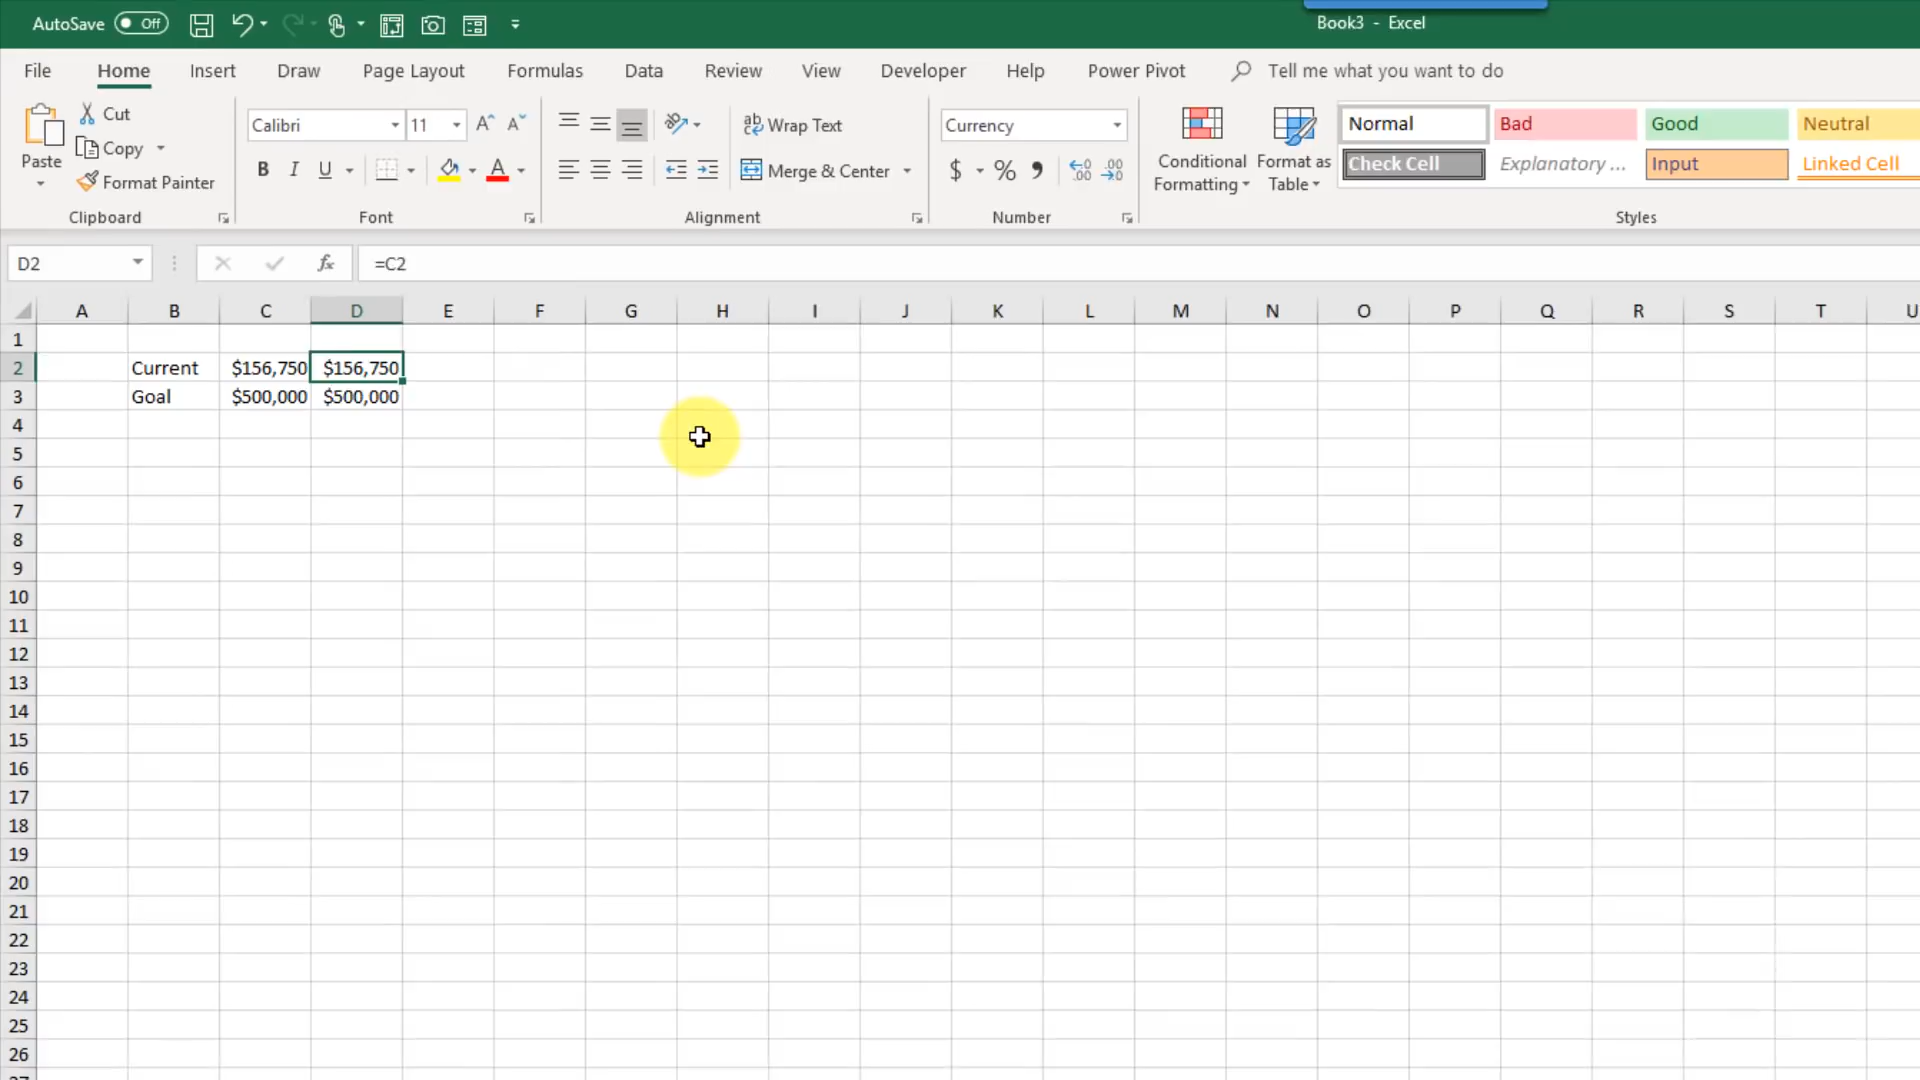 AutoSave Off Book3 - Excel
File Home Insert Draw Page Layout Formulas Data Review View Developer Help Power Pivot Tell me what you want to do
Paste
Cut
Copy
Format Painter
Clipboard
Calibri 11
B I U
Font
Wrap Text
Merge & Center
Alignment
Currency
$ % ,
Number
Conditional Formatting
Format as Table
Normal Bad Good Neutral
Check Cell Explanatory ... Input Linked Cell
Styles
D2 fx =C2
A B C D E F G H I J K L M N O P Q R S T U
1
2 Current $156,750 $156,750
3 Goal $500,000 $500,000
4
5
6
7
8
9
10
11
12
13
14
15
16
17
18
19
20
21
22
23
24
25
26